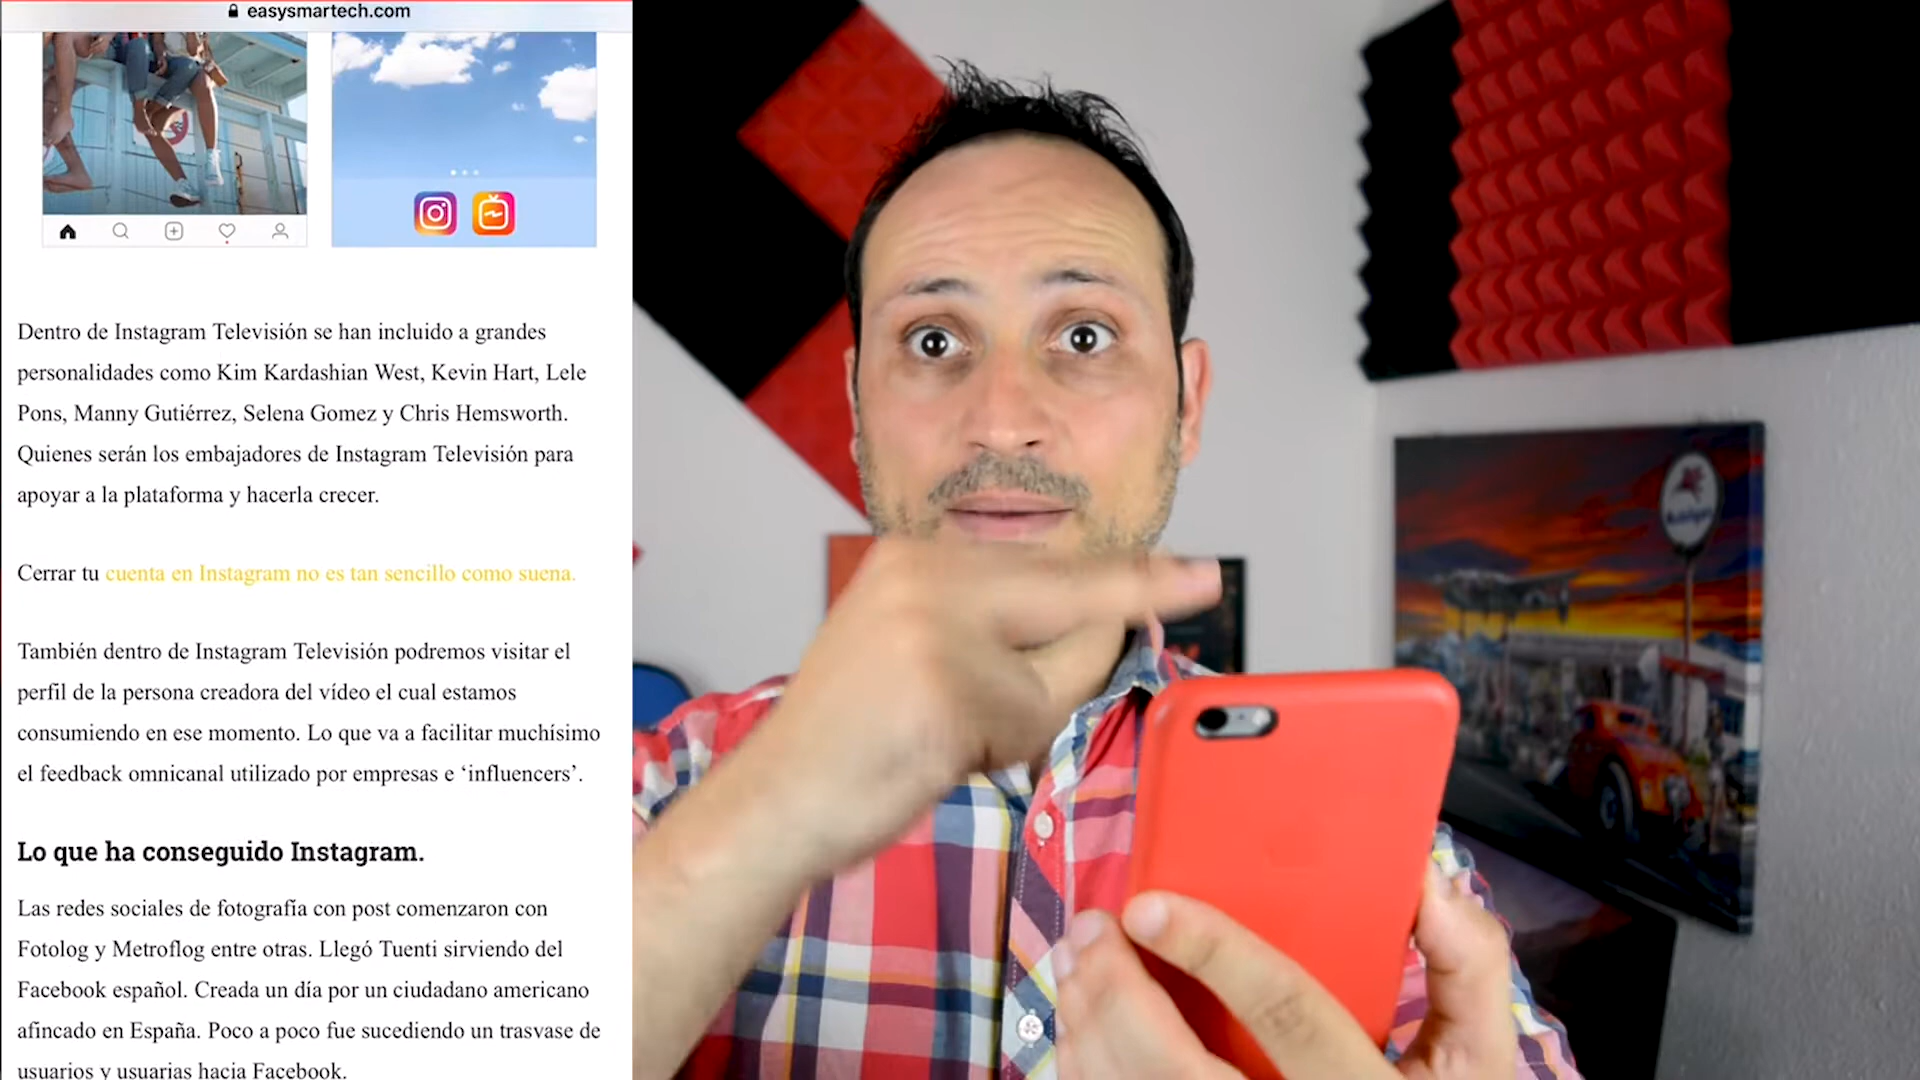 easysmartech.com
Dentro de Instagram Televisión se han incluido a grandes
personalidades como Kim Kardashian West, Kevin Hart, Lele
Pons, Manny Gutiérrez, Selena Gomez y Chris Hemsworth.
Quienes serán los embajadores de Instagram Televisión para
apoyar a la plataforma y hacerla crecer.
Cerrar tu cuenta en Instagram no es tan sencillo como suena.
También dentro de Instagram Televisión podremos visitar el
perfil de la persona creadora del vídeo el cual estamos
consumiendo en ese momento. Lo que va a facilitar muchísimo
el feedback omnicanal utilizado por empresas e ‘influencers’.
Lo que ha conseguido Instagram.
Las redes sociales de fotografía con post comenzaron con
Fotolog y Metroflog entre otras. Llegó Tuenti sirviendo del
Facebook español. Creada un día por un ciudadano americano
afincado en España. Poco a poco fue sucediendo un trasvase de
usuarios y usuarias hacia Facebook.